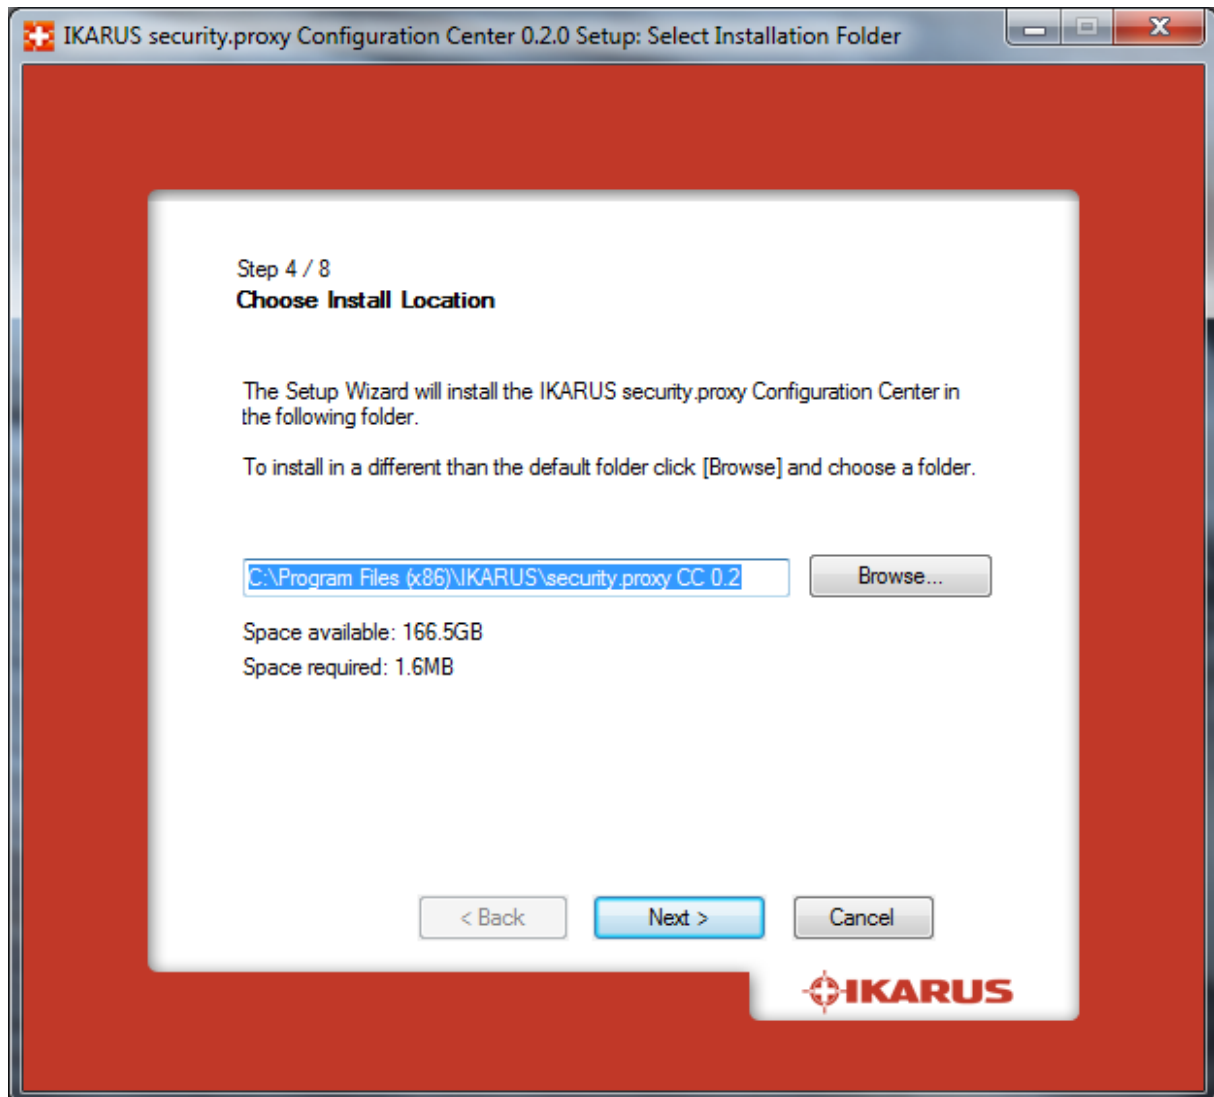 IKARUS security.proxy Configuration Center 0.2.0 Setup: Select Installation Folder
Step 4 / 8
Choose Install Location
The Setup Wizard will install the IKARUS security.proxy Configuration Center in
the following folder.
To install in a different than the default folder click [Browse] and choose a folder.
C:\Program Files (x86)\IKARUS\security.proxy CC 0.2
Browse...
Space available: 166.5GB
Space required: 1.6MB
< Back
Next >
Cancel
IKARUS